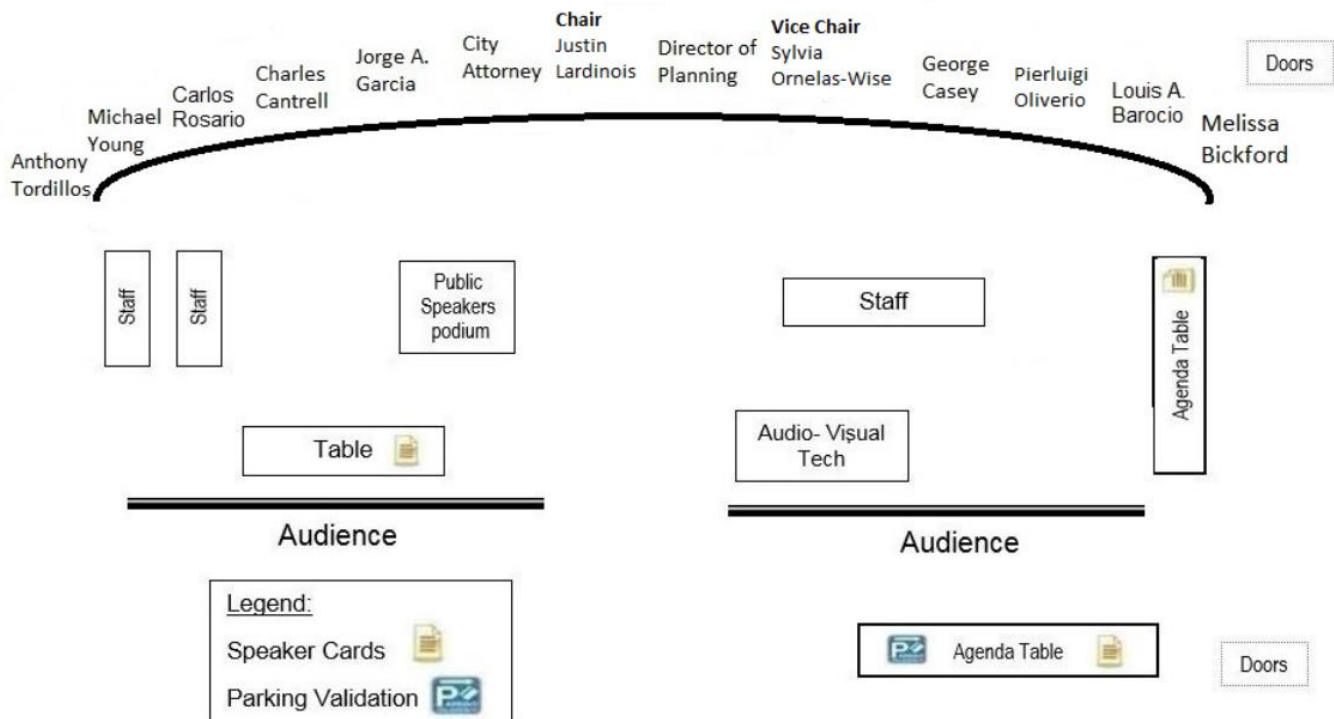 Anthony
Tordillos
Michael
Young
Carlos
Rosario
Charles
Cantrell
Jorge A.
Garcia
City
Attorney
Chair
Justin
Lardinois
Director of
Planning
Vice Chair
Sylvia
Ornelas-Wise
George
Casey
Pierluigi
Oliverio
Louis A.
Barocio
Melissa
Bickford
Doors
Staff
Staff
Public
Speakers
podium
Staff
Agenda Table
Table
Audio- Visual
Tech
Audience
Audience
Legend:
Speaker Cards
Parking Validation
Agenda Table
Doors